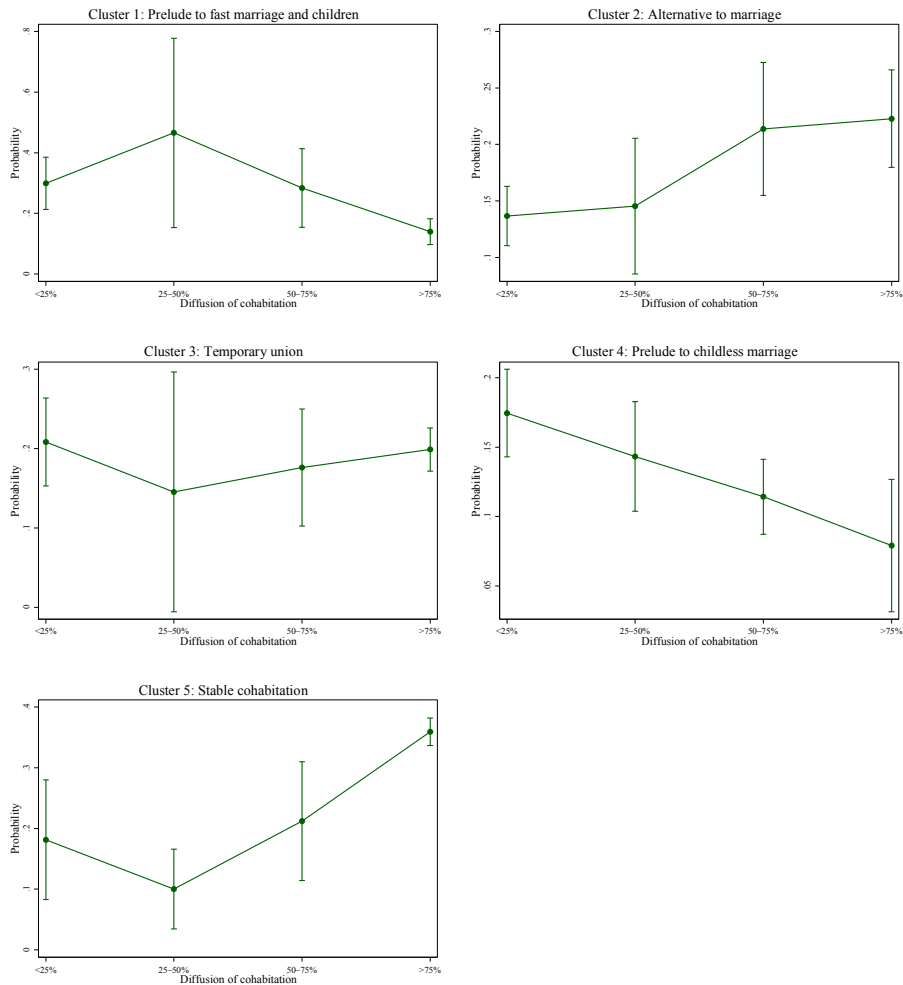 Cluster 1: Prelude to fast marriage and children
Probability
.8
.6
.4
.2
0
<25% 25–50% 50–75% >75%
Diffusion of cohabitation
Cluster 2: Alternative to marriage
Probability
.3
.25
.2
.15
.1
<25% 25–50% 50–75% >75%
Diffusion of cohabitation
Cluster 3: Temporary union
Probability
.3
.2
.1
0
<25% 25–50% 50–75% >75%
Diffusion of cohabitation
Cluster 4: Prelude to childless marriage
Probability
.2
.15
.1
.05
<25% 25–50% 50–75% >75%
Diffusion of cohabitation
Cluster 5: Stable cohabitation
Probability
.4
.3
.2
.1
0
<25% 25–50% 50–75% >75%
Diffusion of cohabitation